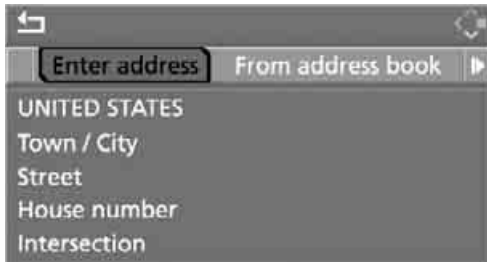 Enter address From address book
UNITED STATES
Town / City
Street
House number
Intersection